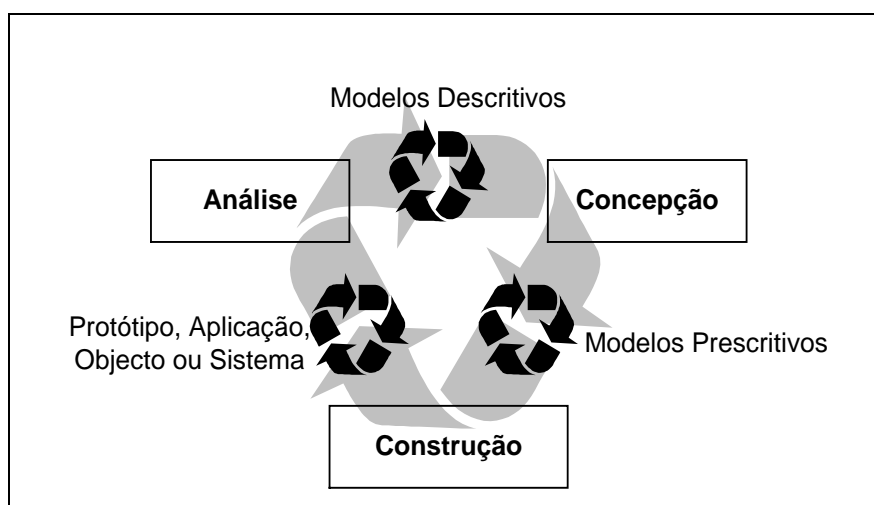 Modelos Descritivos
Análise
Concepção
Protótipo, Aplicação,
Objecto ou Sistema
Modelos Prescritivos
Construção